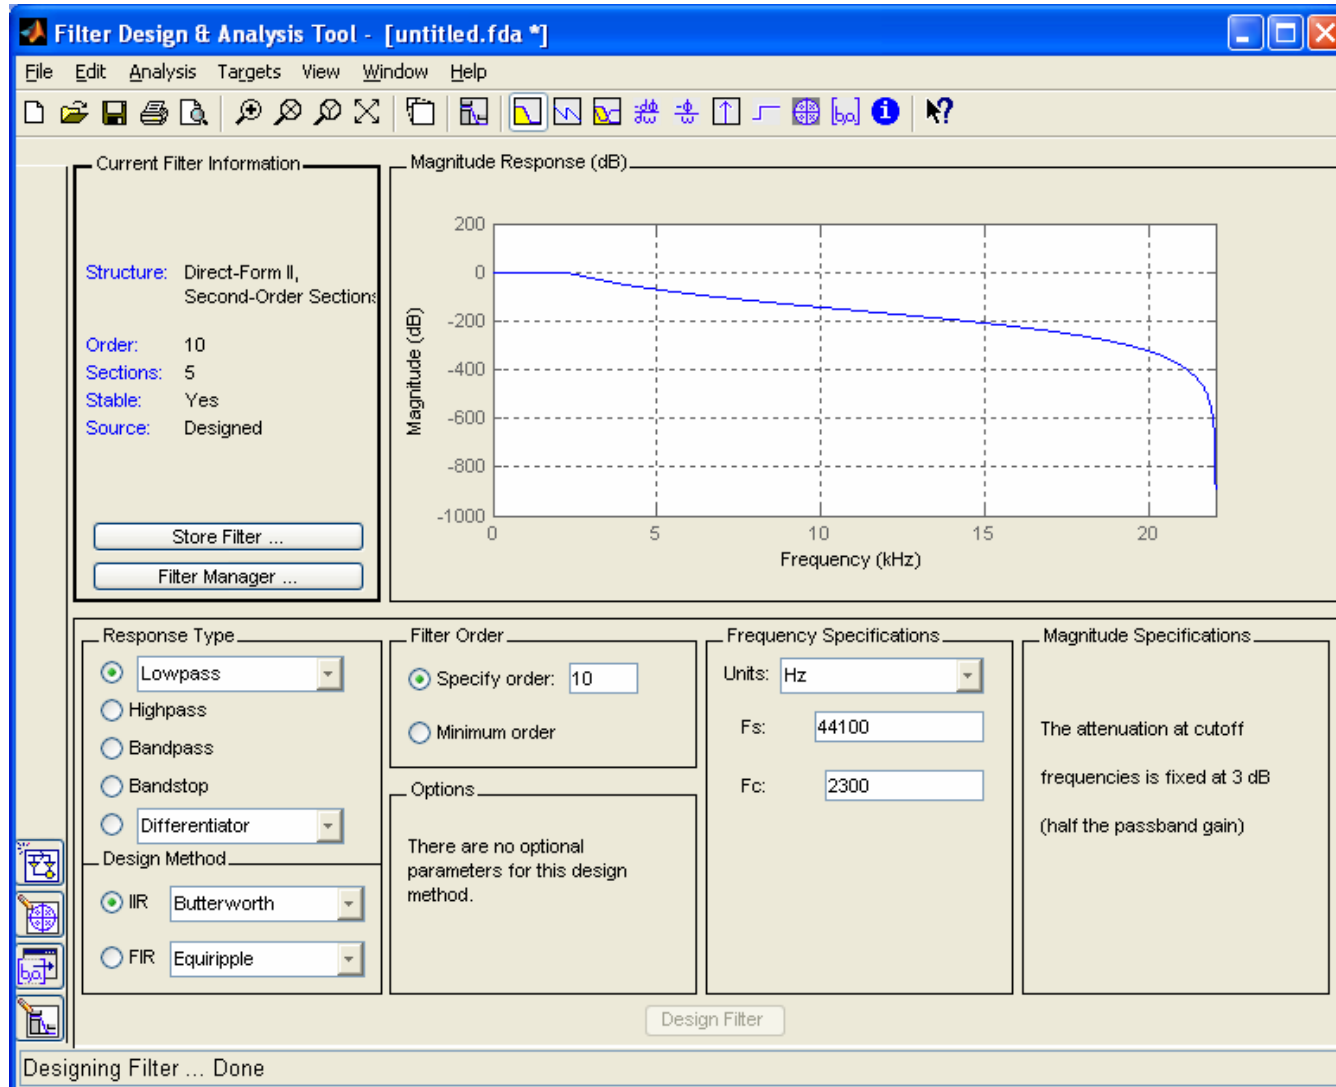 Filter Design & Analysis Tool - [untitled.fda *]
File Edit Analysis Targets View Window Help
Current Filter Information
Structure: Direct-Form II,
Second-Order Sections
Order: 10
Sections: 5
Stable: Yes
Source: Designed
Store Filter ...
Filter Manager ...
Magnitude Response (dB)
200
0
-200
-400
-600
-800
-1000
Magnitude (dB)
0 5 10 15 20
Frequency (kHz)
Response Type
Lowpass
Highpass
Bandpass
Bandstop
Differentiator
Design Method
IIR Butterworth
FIR Equiripple
Filter Order
Specify order: 10
Minimum order
Options
There are no optional
parameters for this design
method.
Frequency Specifications
Units: Hz
Fs: 44100
Fc: 2300
Magnitude Specifications
The attenuation at cutoff
frequencies is fixed at 3 dB
(half the passband gain)
Design Filter
Designing Filter ... Done